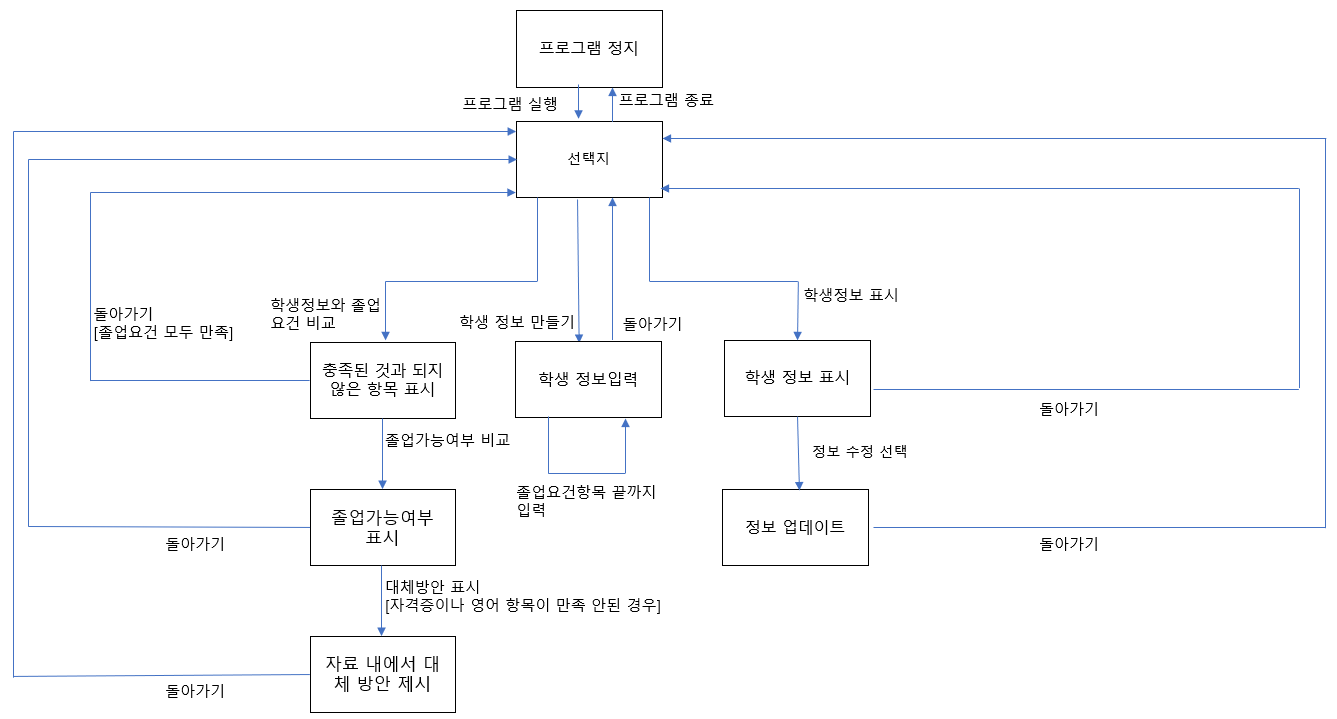 프로그램 정지
프로그램 실행
프로그램 종료
선택지
돌아가기
[졸업요건 모두 만족]
학생정보와 졸업
요건 비교
학생 정보 만들기
돌아가기
학생정보 표시
충족된 것과 되지
않은 항목 표시
학생 정보입력
학생 정보 표시
돌아가기
졸업가능여부 비교
정보 수정 선택
졸업요건항목 끝까지
입력
졸업가능여부
표시
정보 업데이트
돌아가기
돌아가기
대체방안 표시
[자격증이나 영어 항목이 만족 안된 경우]
자료 내에서 대
체 방안 제시
돌아가기